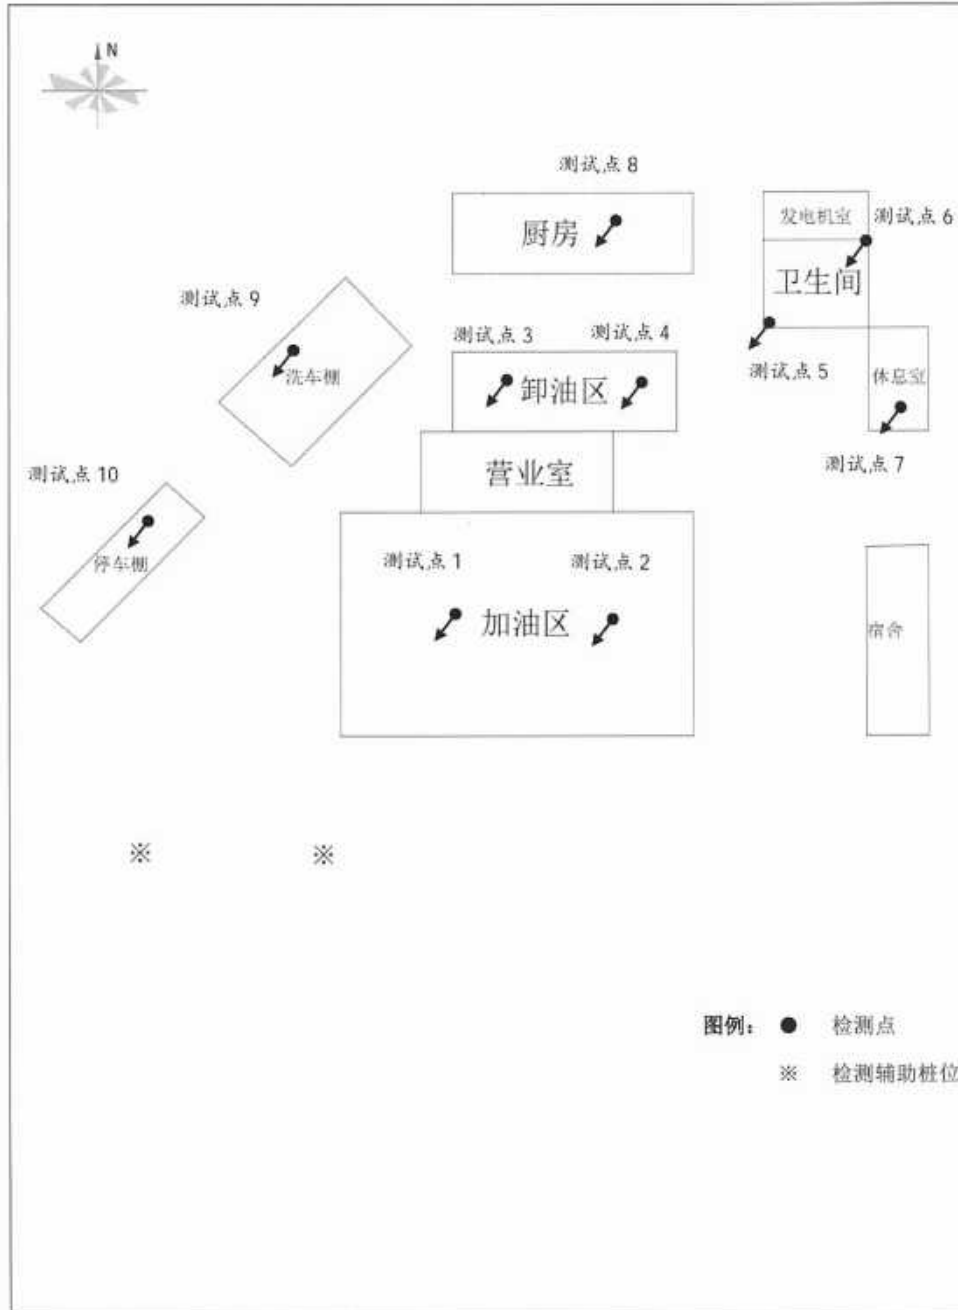 N
测试点 8
厨房
发电机室
测试点 6
卫生间
测试点 9
测试点 3
测试点 4
洗车棚
卸油区
测试点 5
休息室
营业室
测试点 7
测试点 10
停车棚
测试点 1
测试点 2
加油区
宿舍
※
※
图例： ● 检测点
※ 检测辅助桩位